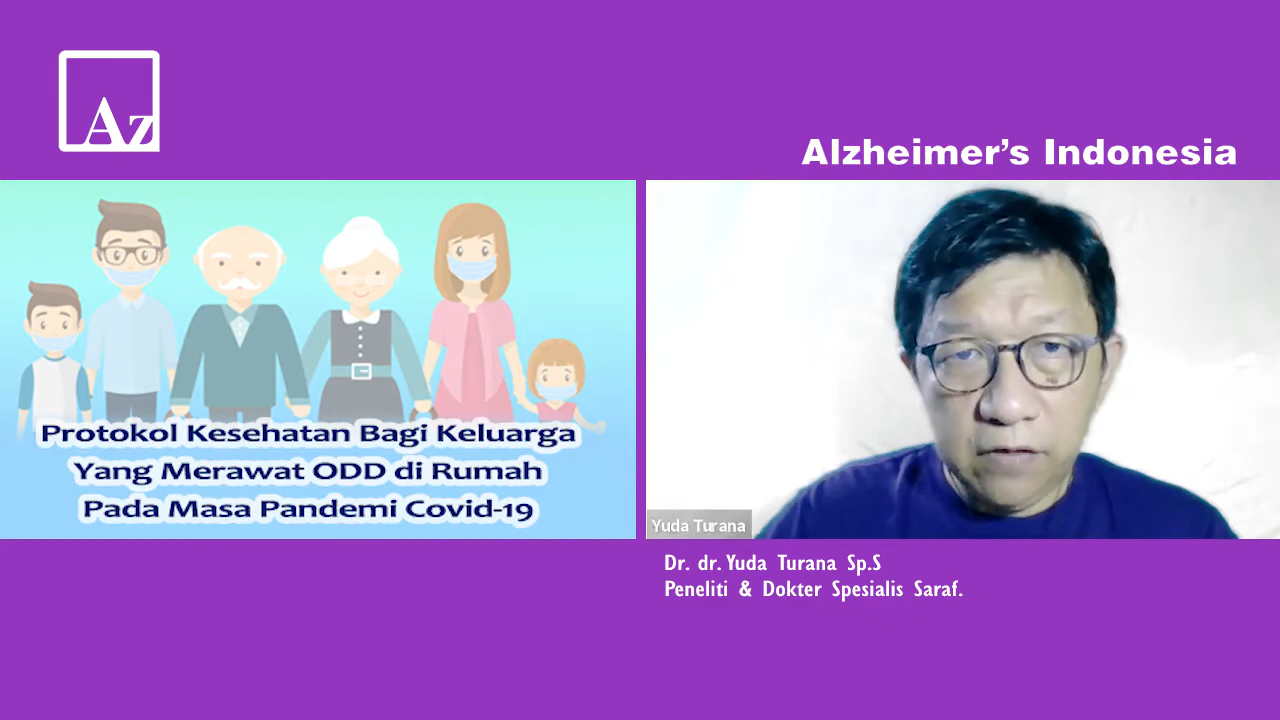 Az
Alzheimer's Indonesia
Protokol Kesehatan Bagi Keluarga
Yang Merawat ODD di Rumah
Pada Masa Pandemi Covid-19
Yuda Turana
Dr. dr. Yuda Turana Sp.S
Peneliti & Dokter Spesialis Saraf.